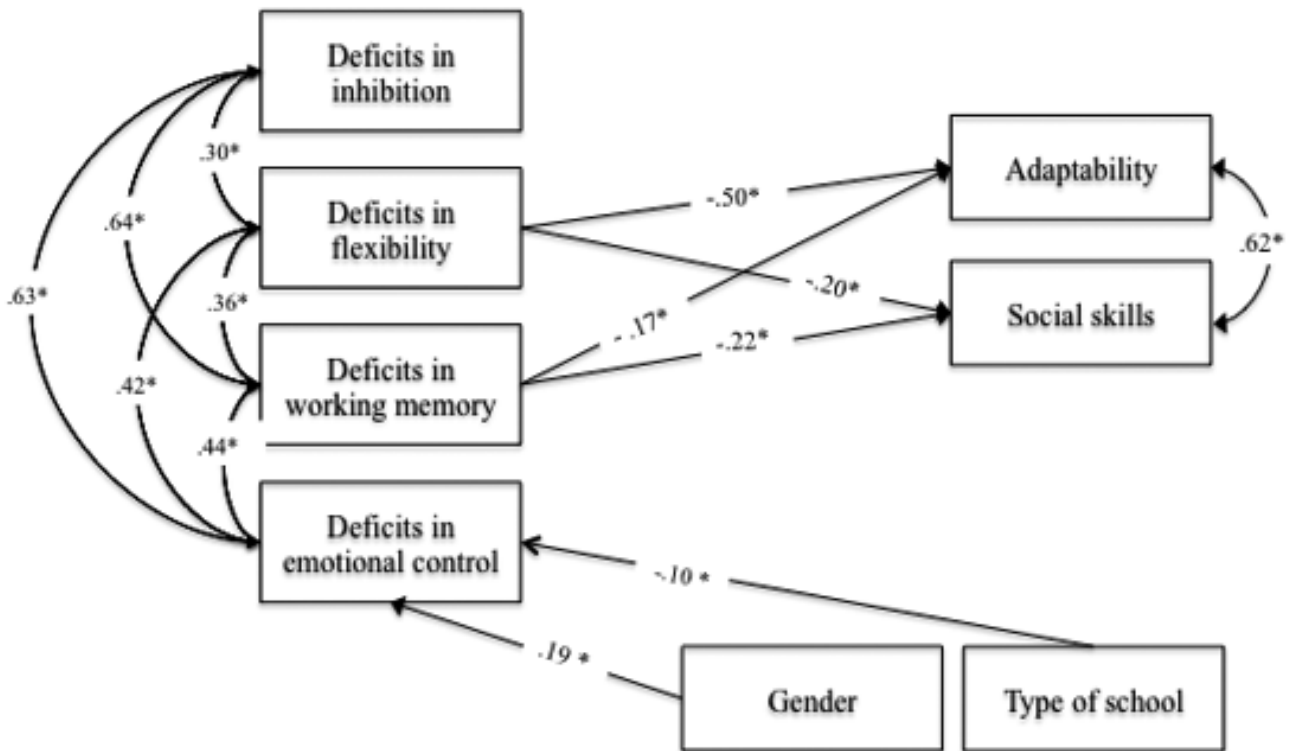 Deficits in
inhibition
.30*
Adaptability
Deficits in
flexibility
-.50*
.64*
.62*
.63*
.36*
-.20*
Social skills
- .17*
-.22*
Deficits in
working memory
.42*
.44*
Deficits in
emotional control
-.10 *
.19 *
Gender
Type of school